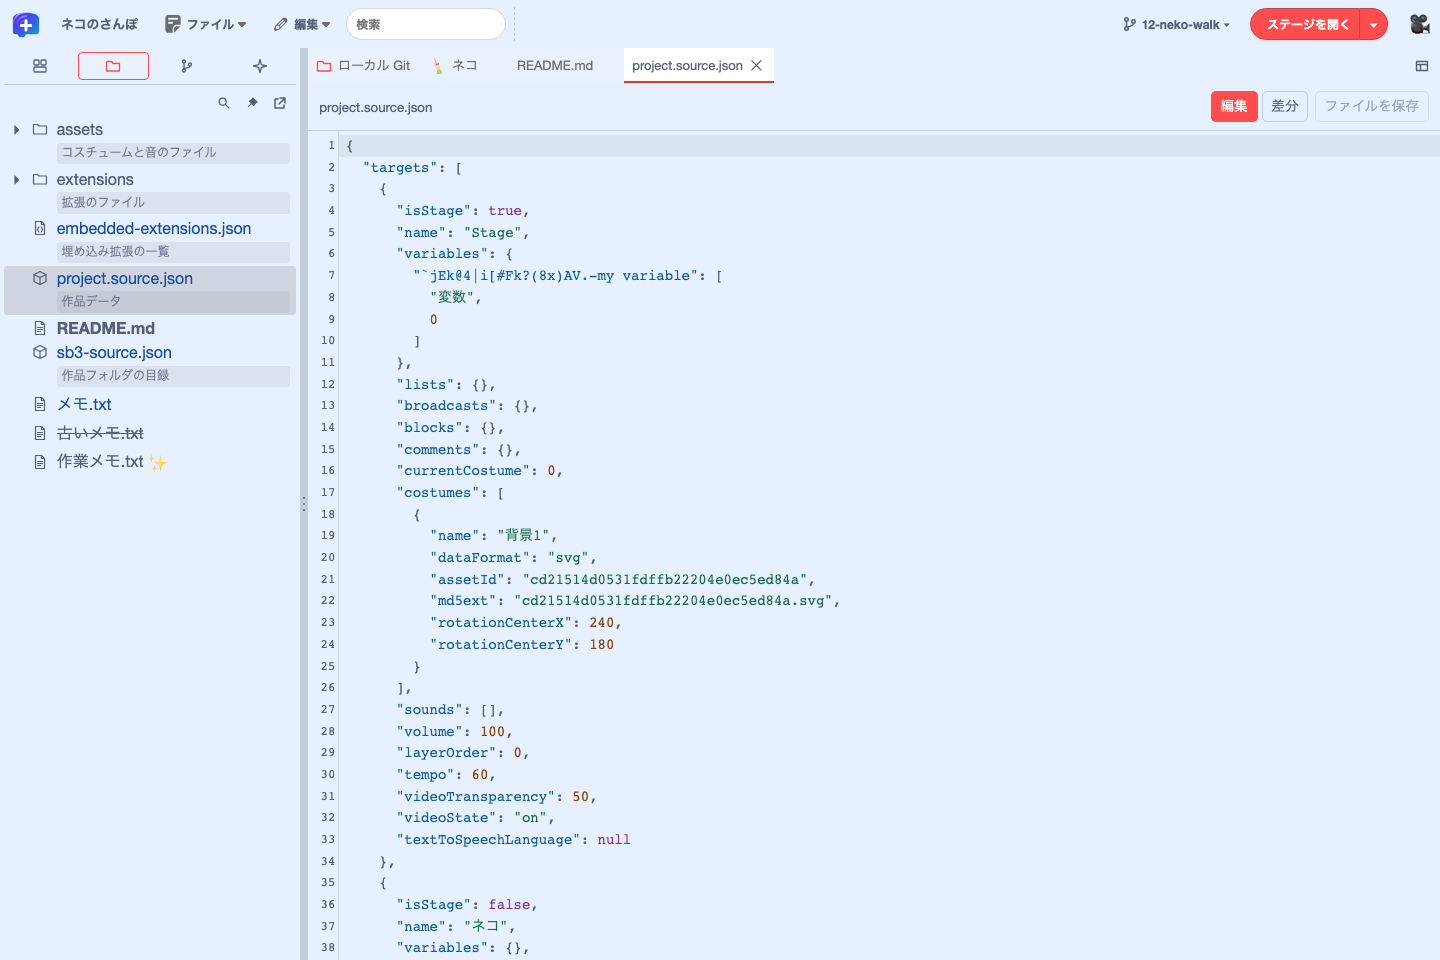 ネコのさんぽ ファイル 編集 検索 12-neko-walk ステージを開く
ローカル Git ネコ README.md project.source.json
project.source.json 編集 差分 ファイルを保存
assets
コスチュームと音のファイル
extensions
拡張のファイル
embedded-extensions.json
埋め込み拡張の一覧
project.source.json
作品データ
README.md
sb3-source.json
作品フォルダの目録
メモ.txt
古いメモ.txt
作業メモ.txt ✨
1 {
2 "targets": [
3 {
4 "isStage": true,
5 "name": "Stage",
6 "variables": {
7 "`jEk@4|i[#Fk?(8x)AV.-my variable": [
8 "変数",
9 0
10 ]
11 },
12 "lists": {},
13 "broadcasts": {},
14 "blocks": {},
15 "comments": {},
16 "currentCostume": 0,
17 "costumes": [
18 {
19 "name": "背景1",
20 "dataFormat": "svg",
21 "assetId": "cd21514d0531fdffb22204e0ec5ed84a",
22 "md5ext": "cd21514d0531fdffb22204e0ec5ed84a.svg",
23 "rotationCenterX": 240,
24 "rotationCenterY": 180
25 }
26 ],
27 "sounds": [],
28 "volume": 100,
29 "layerOrder": 0,
30 "tempo": 60,
31 "videoTransparency": 50,
32 "videoState": "on",
33 "textToSpeechLanguage": null
34 },
35 {
36 "isStage": false,
37 "name": "ネコ",
38 "variables": {},